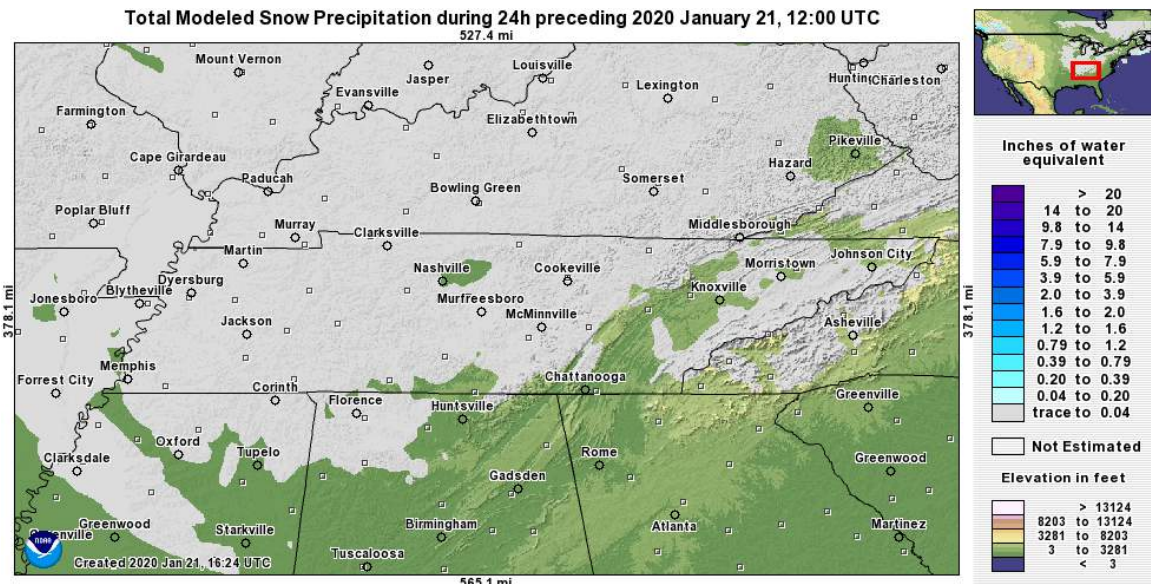 Total Modeled Snow Precipitation during 24h preceding 2020 January 21, 12:00 UTC
527.4 mi
Mount Vernon
Jasper
Louisville
Charleston
Evansville
Lexington
Farmington
Elizabethtown
Pikeville
Cape Girardeau
Hazard
Paducah
Bowling Green
Somerset
Poplar Bluff
Murray
Middlesborough
Clarksville
Martin
Nashville
Cookeville
Morristown
Johnson City
Dyersburg
Blytheville
Jonesboro
Murfreesboro
Knoxville
McMinnville
378.1 mi
378.1 mi
Jackson
Asheville
Memphis
Forrest City
Corinth
Chattanooga
Florence
Huntsville
Greenville
Oxford
Tupelo
Clarksdale
Rome
Greenwood
Gadsden
Greenwood
Starkville
Birmingham
Atlanta
Martinez
Tuscaloosa
NOAA
Created 2020 Jan 21, 16:24 UTC
565.1 mi
Inches of water
equivalent
> 20
14 to 20
9.8 to 14
7.9 to 9.8
5.9 to 7.9
3.9 to 5.9
2.0 to 3.9
1.6 to 2.0
1.2 to 1.6
0.79 to 1.2
0.39 to 0.79
0.20 to 0.39
0.04 to 0.20
trace to 0.04
Not Estimated
Elevation in feet
> 13124
8203 to 13124
3281 to 8203
3 to 3281
< 3